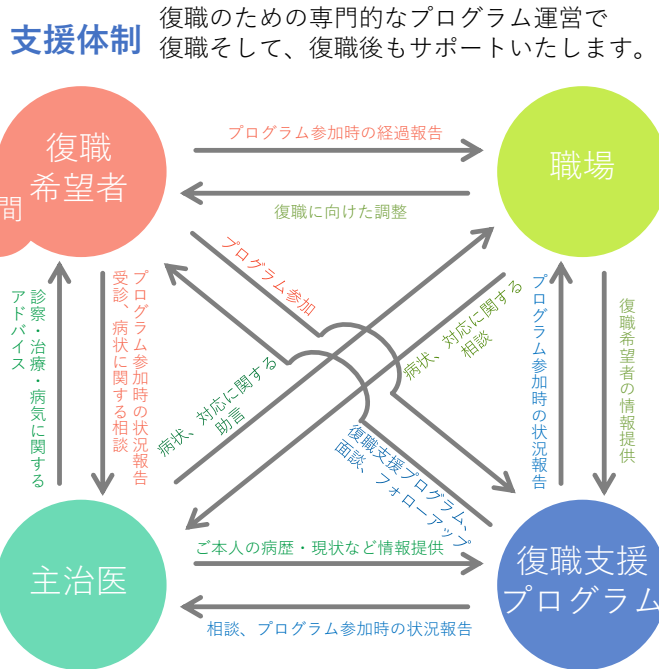 支援体制
復職のための専門的なプログラム運営で
復職そして、復職後もサポートいたします。
復職
希望者
間
プログラム参加時の経過報告
職場
復職に向けた調整
プログラム参加
診察・治療・病気に関する
アドバイス
プログラム参加時の状況報告
受診、病状に関する相談
病状、対応に関する
助言
病状、対応に関する
相談
プログラム参加時の状況報告
復職希望者の情報提供
復職支援プログラム、
面談、フォローアップ
主治医
ご本人の病歴・現状など情報提供
相談、プログラム参加時の状況報告
復職支援
プログラム